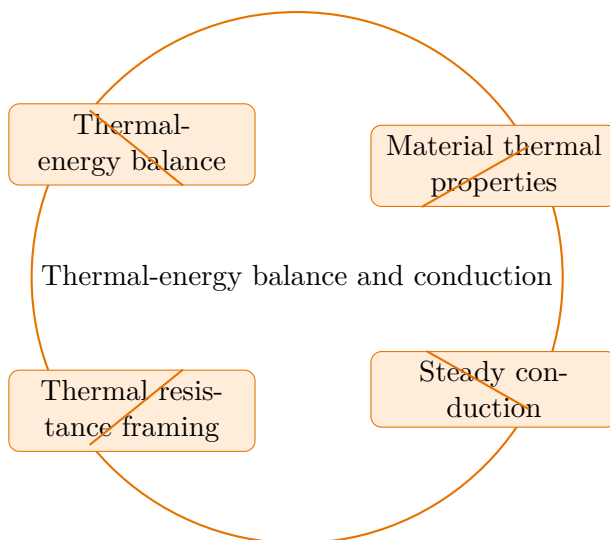 Thermal-
energy balance
Material thermal
properties
Thermal-energy balance and conduction
Thermal resis-
tance framing
Steady con-
duction